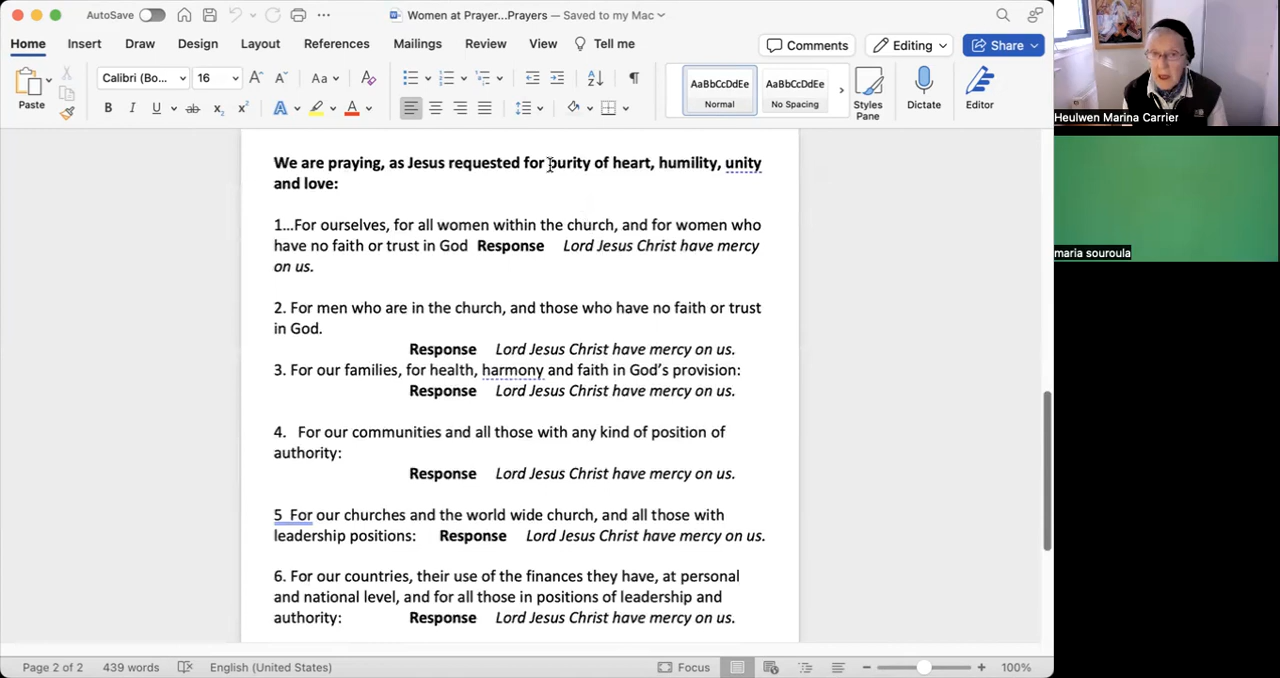 AutoSave
Women at Prayer...Prayers — Saved to my Mac
Home Insert Draw Design Layout References Mailings Review View Tell me
Comments Editing Share
Paste
Calibri (Bo... 16
AaBbCcDdEe AaBbCcDdEe
Normal No Spacing
Styles Pane
Dictate
Editor
We are praying, as Jesus requested for purity of heart, humility, unity
and love:
1...For ourselves, for all women within the church, and for women who
have no faith or trust in God Response Lord Jesus Christ have mercy
on us.
2. For men who are in the church, and those who have no faith or trust
in God.
Response Lord Jesus Christ have mercy on us.
3. For our families, for health, harmony and faith in God's provision:
Response Lord Jesus Christ have mercy on us.
4. For our communities and all those with any kind of position of
authority:
Response Lord Jesus Christ have mercy on us.
5 For our churches and the world wide church, and all those with
leadership positions: Response Lord Jesus Christ have mercy on us.
6. For our countries, their use of the finances they have, at personal
and national level, and for all those in positions of leadership and
authority: Response Lord Jesus Christ have mercy on us.
Page 2 of 2 439 words English (United States) Focus 100%
Heulwen Marina Carrier
maria souroula